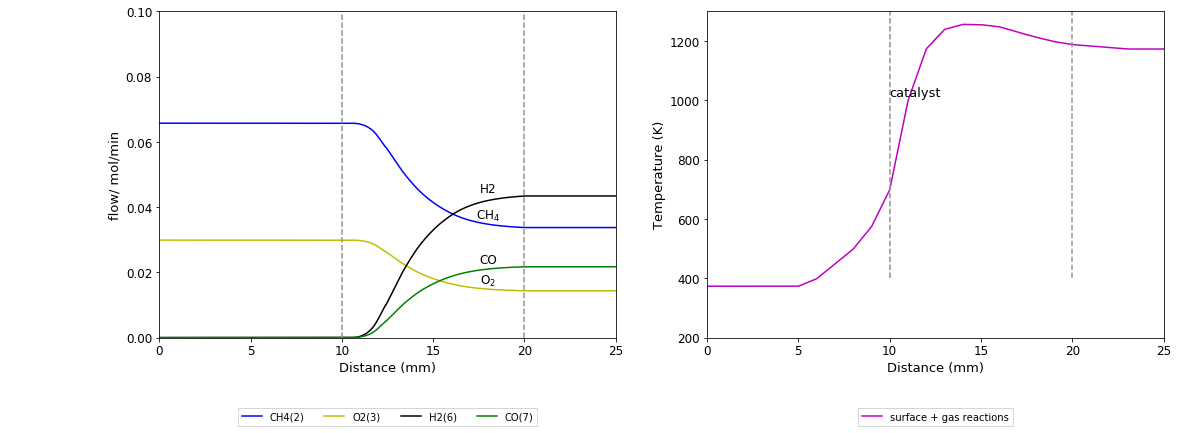 0.10
0.08
0.06
0.04
0.02
0.00
flow/ mol/min
H2
CH₄
CO
O₂
0 5 10 15 20 25
Distance (mm)
CH4(2) O2(3) H2(6) CO(7)
1200
1000
800
600
400
200
Temperature (K)
catalyst
0 5 10 15 20 25
Distance (mm)
surface + gas reactions